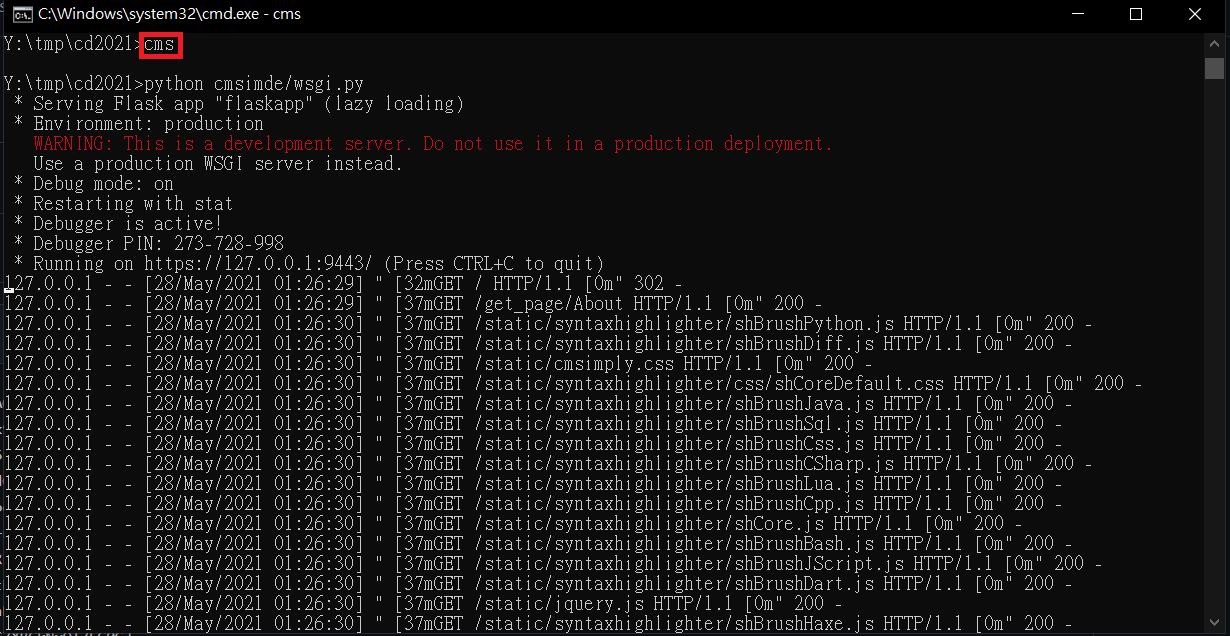 C:\Windows\system32\cmd.exe - cms
Y:\tmp\cd2021>cms
Y:\tmp\cd2021>python cmsimde/wsgi.py
* Serving Flask app "flaskapp" (lazy loading)
* Environment: production
WARNING: This is a development server. Do not use it in a production deployment.
Use a production WSGI server instead.
* Debug mode: on
* Restarting with stat
* Debugger is active!
* Debugger PIN: 273-728-998
* Running on https://127.0.0.1:9443/ (Press CTRL+C to quit)
127.0.0.1 - - [28/May/2021 01:26:29] " [32mGET / HTTP/1.1 [0m" 302 -
127.0.0.1 - - [28/May/2021 01:26:29] " [37mGET /get_page/About HTTP/1.1 [0m" 200 -
127.0.0.1 - - [28/May/2021 01:26:30] " [37mGET /static/syntaxhighlighter/shBrushPython.js HTTP/1.1 [0m" 200 -
127.0.0.1 - - [28/May/2021 01:26:30] " [37mGET /static/syntaxhighlighter/shBrushDiff.js HTTP/1.1 [0m" 200 -
127.0.0.1 - - [28/May/2021 01:26:30] " [37mGET /static/cmsimply.css HTTP/1.1 [0m" 200 -
127.0.0.1 - - [28/May/2021 01:26:30] " [37mGET /static/syntaxhighlighter/css/shCoreDefault.css HTTP/1.1 [0m" 200 -
127.0.0.1 - - [28/May/2021 01:26:30] " [37mGET /static/syntaxhighlighter/shBrushJava.js HTTP/1.1 [0m" 200 -
127.0.0.1 - - [28/May/2021 01:26:30] " [37mGET /static/syntaxhighlighter/shBrushSql.js HTTP/1.1 [0m" 200 -
127.0.0.1 - - [28/May/2021 01:26:30] " [37mGET /static/syntaxhighlighter/shBrushCss.js HTTP/1.1 [0m" 200 -
127.0.0.1 - - [28/May/2021 01:26:30] " [37mGET /static/syntaxhighlighter/shBrushCSharp.js HTTP/1.1 [0m" 200 -
127.0.0.1 - - [28/May/2021 01:26:30] " [37mGET /static/syntaxhighlighter/shBrushLua.js HTTP/1.1 [0m" 200 -
127.0.0.1 - - [28/May/2021 01:26:30] " [37mGET /static/syntaxhighlighter/shBrushCpp.js HTTP/1.1 [0m" 200 -
127.0.0.1 - - [28/May/2021 01:26:30] " [37mGET /static/syntaxhighlighter/shCore.js HTTP/1.1 [0m" 200 -
127.0.0.1 - - [28/May/2021 01:26:30] " [37mGET /static/syntaxhighlighter/shBrushBash.js HTTP/1.1 [0m" 200 -
127.0.0.1 - - [28/May/2021 01:26:30] " [37mGET /static/syntaxhighlighter/shBrushJScript.js HTTP/1.1 [0m" 200 -
127.0.0.1 - - [28/May/2021 01:26:30] " [37mGET /static/syntaxhighlighter/shBrushDart.js HTTP/1.1 [0m" 200 -
127.0.0.1 - - [28/May/2021 01:26:30] " [37mGET /static/jquery.js HTTP/1.1 [0m" 200 -
127.0.0.1 - - [28/May/2021 01:26:30] " [37mGET /static/syntaxhighlighter/shBrushHaxe.js HTTP/1.1 [0m" 200 -